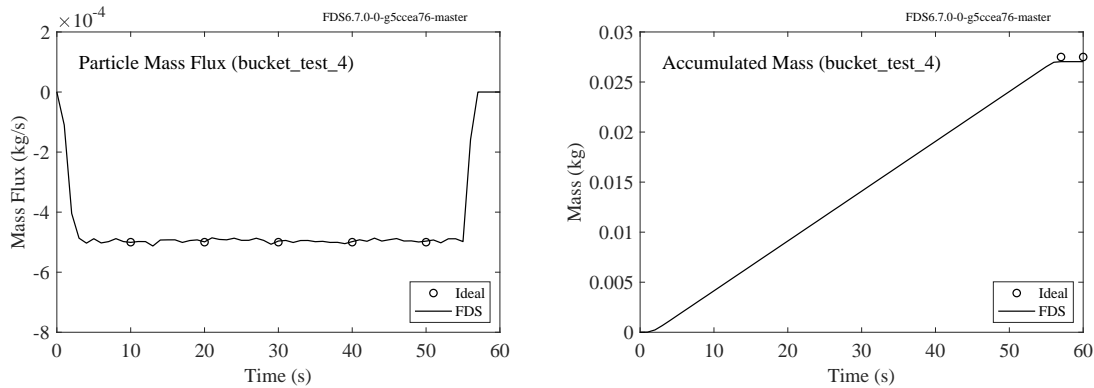 FDS6.7.0-0-g5ccea76-master
×10-4
2
0
-2
-4
-6
-8
Mass Flux (kg/s)
Particle Mass Flux (bucket_test_4)
Ideal
FDS
0 10 20 30 40 50 60
Time (s)
FDS6.7.0-0-g5ccea76-master
0.03
0.025
0.02
0.015
0.01
0.005
0
Mass (kg)
Accumulated Mass (bucket_test_4)
Ideal
FDS
0 10 20 30 40 50 60
Time (s)